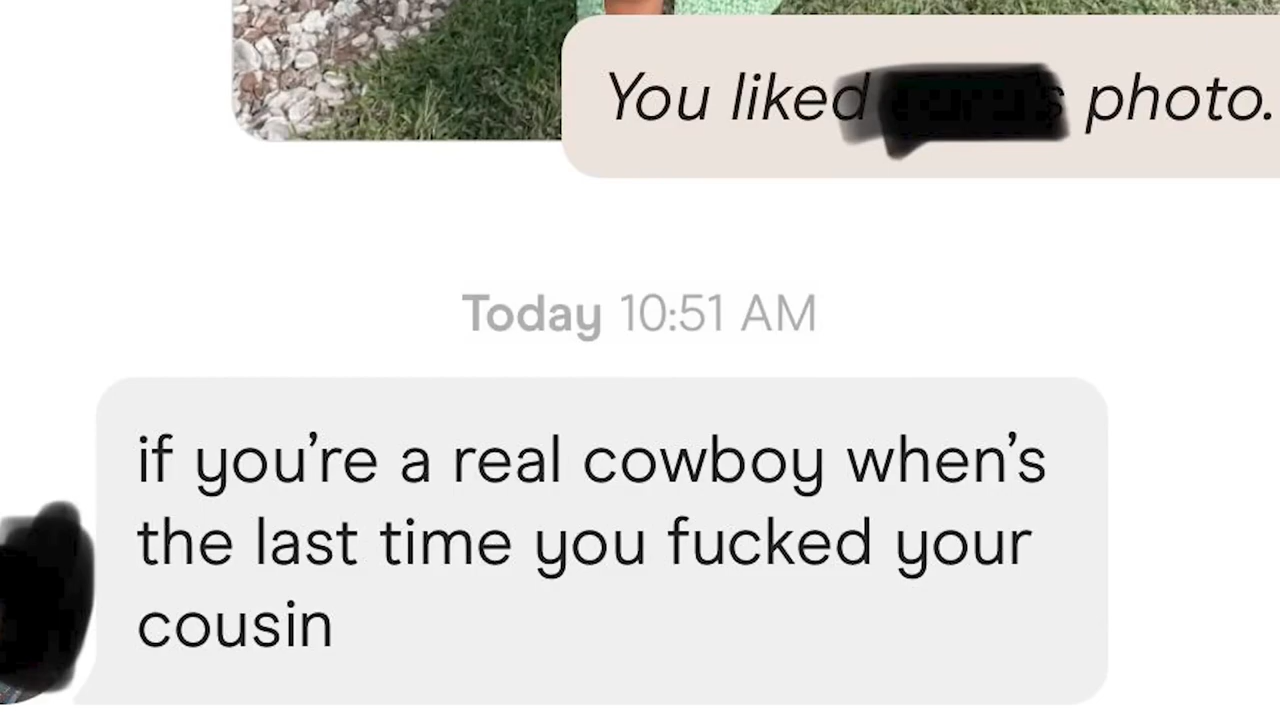 You liked photo.
Today 10:51 AM
if you’re a real cowboy when’s
the last time you fucked your
cousin